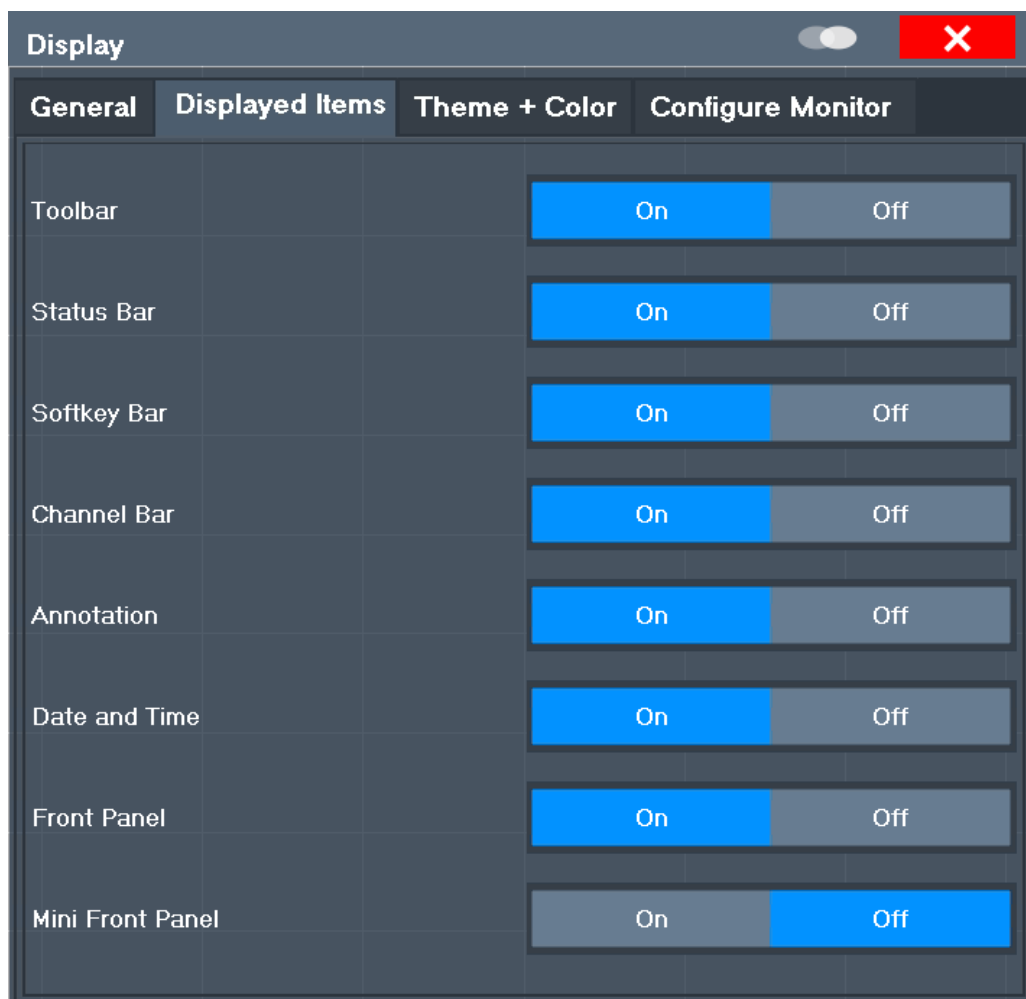 Display
General Displayed Items Theme + Color Configure Monitor
Toolbar On Off
Status Bar On Off
Softkey Bar On Off
Channel Bar On Off
Annotation On Off
Date and Time On Off
Front Panel On Off
Mini Front Panel On Off